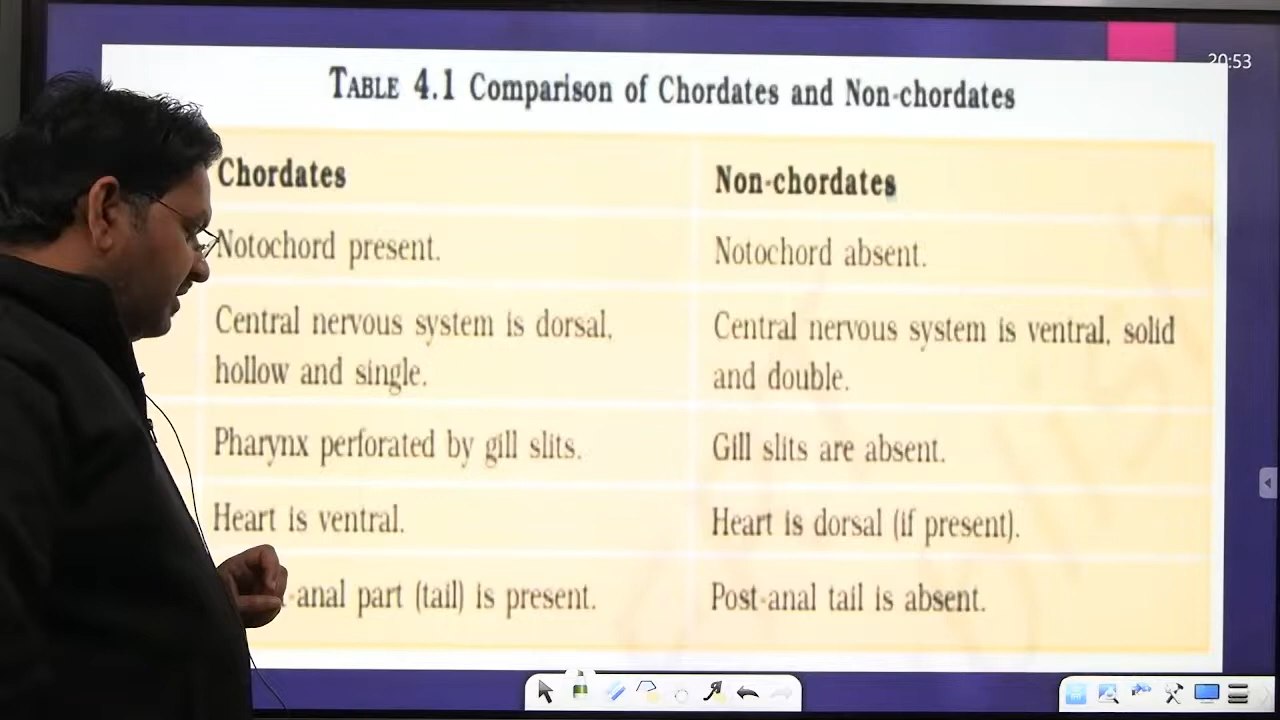 20:53
TABLE 4.1 Comparison of Chordates and Non-chordates
Chordates
Non-chordates
Notochord present.
Notochord absent.
Central nervous system is dorsal,
hollow and single.
Central nervous system is ventral, solid
and double.
Pharynx perforated by gill slits.
Gill slits are absent.
Heart is ventral.
Heart is dorsal (if present).
-anal part (tail) is present.
Post-anal tail is absent.